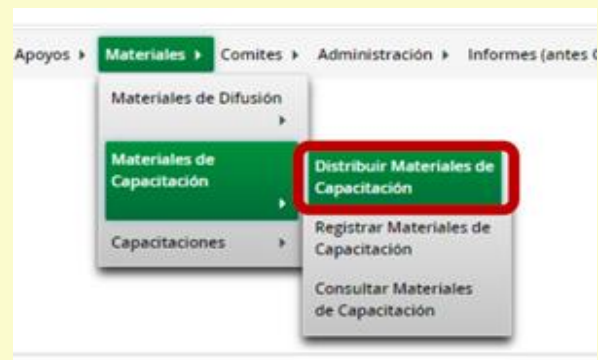 Apoyos Materiales Comites Administración Informes (antes
Materiales de Difusión
Materiales de
Capacitación
Capacitaciones
Distribuir Materiales de
Capacitación
Registrar Materiales de
Capacitación
Consultar Materiales
de Capacitación